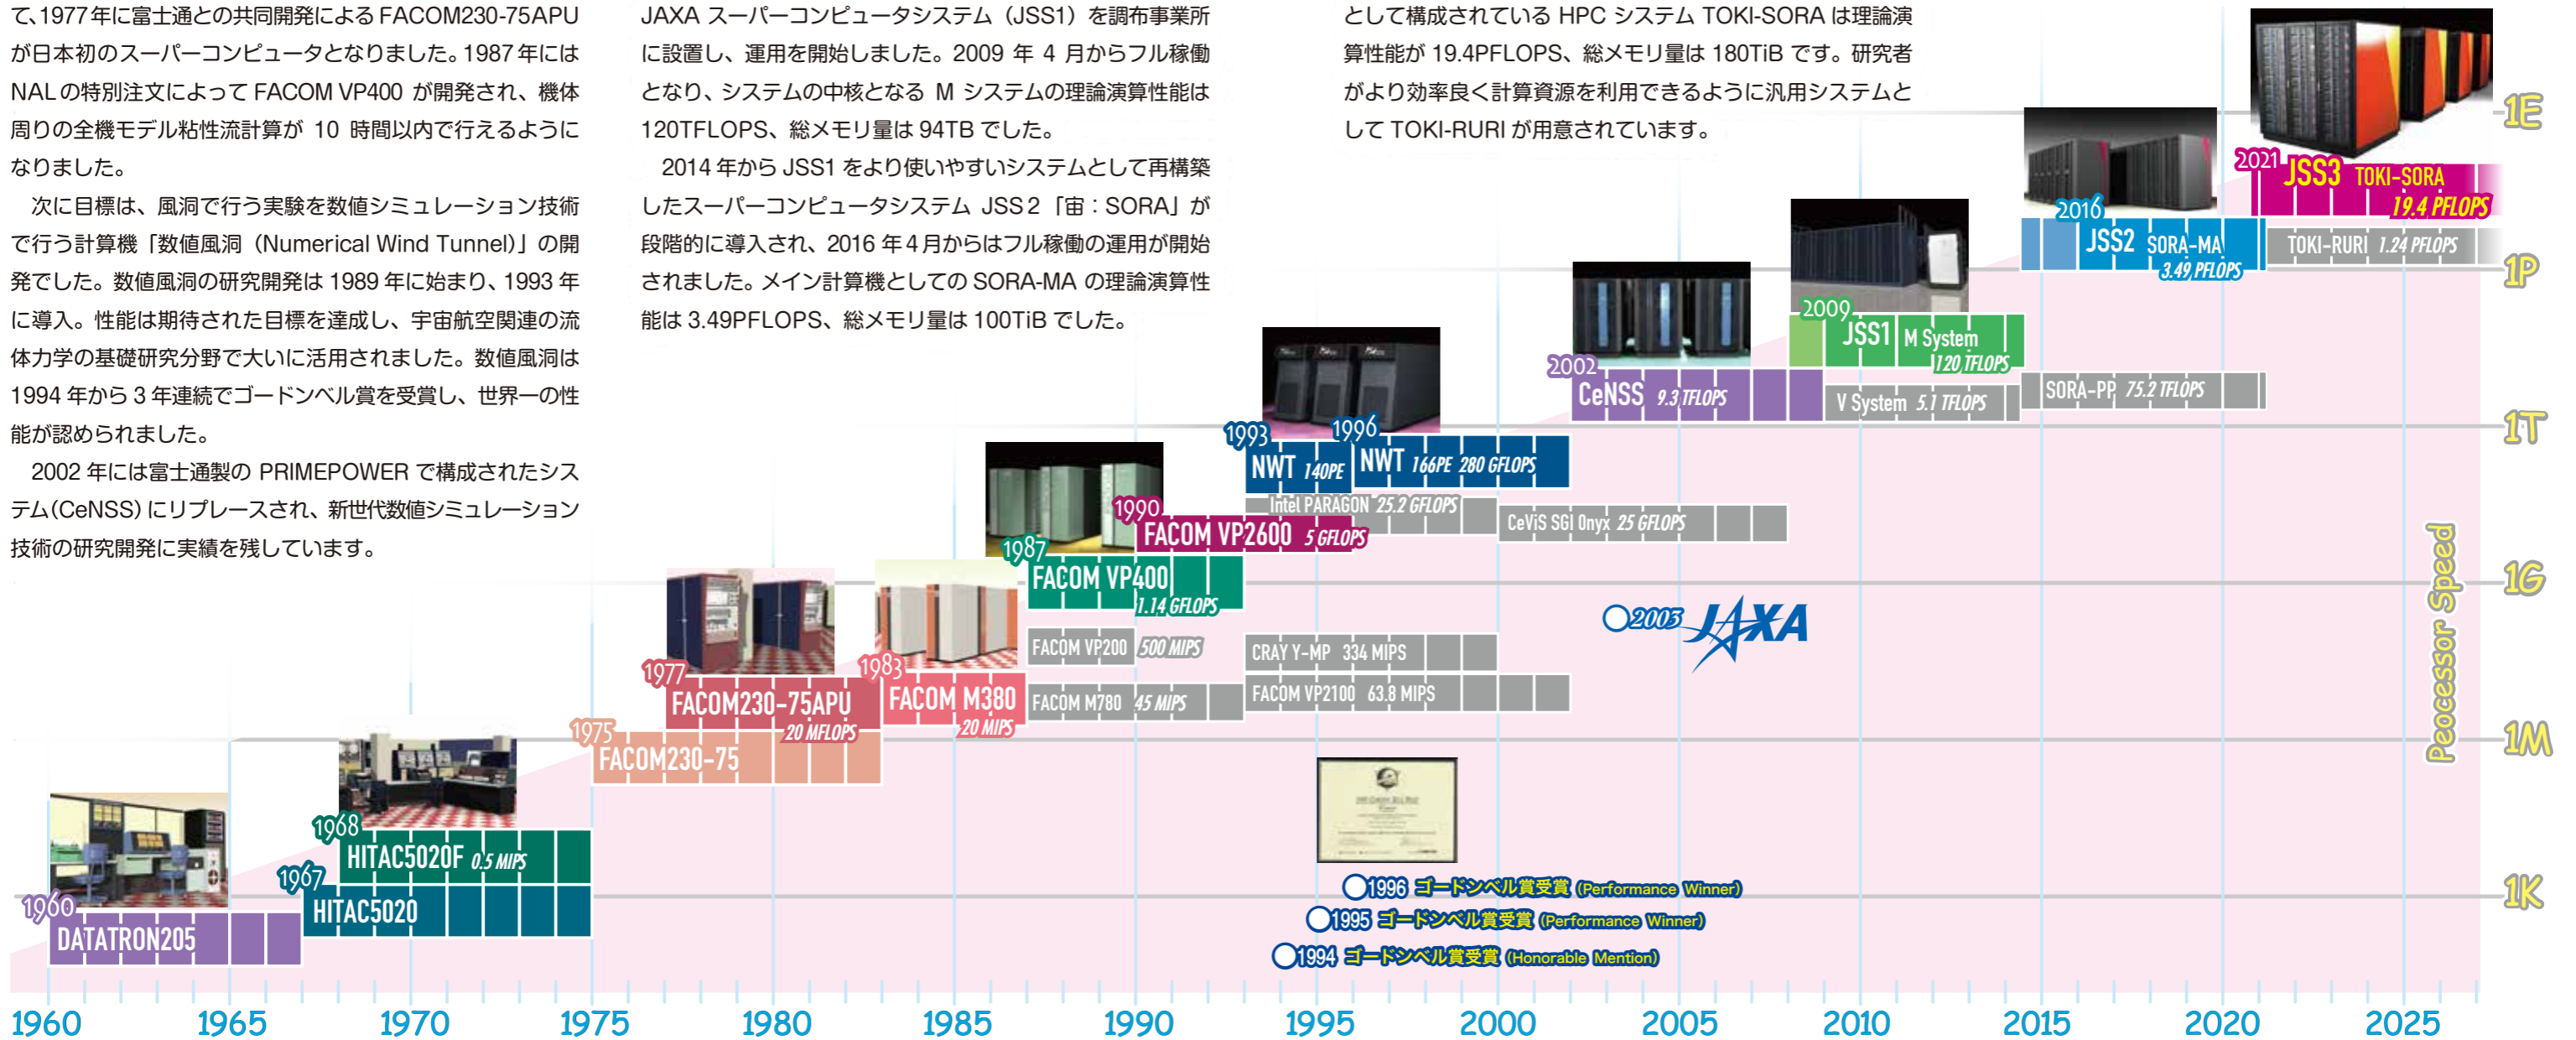 て、1977年に富士通との共同開発によるFACOM230-75APU
が日本初のスーパーコンピュータとなりました。1987年には
NALの特別注文によってFACOM VP400 が開発され、機体
周りの全機モデル粘性流計算が 10 時間以内で行えるように
なりました。
次に目標は、風洞で行う実験を数値シミュレーション技術
で行う計算機「数値風洞（Numerical Wind Tunnel）」の開
発でした。数値風洞の研究開発は1989年に始まり、1993年
に導入。性能は期待された目標を達成し、宇宙航空関連の流
体力学の基礎研究分野で大いに活用されました。数値風洞は
1994年から3年連続でゴードンベル賞を受賞し、世界一の性
能が認められました。
2002年には富士通製の PRIMEPOWER で構成されたシス
テム(CeNSS)にリプレースされ、新世代数値シミュレーション
技術の研究開発に実績を残しています。
JAXA スーパーコンピュータシステム（JSS1）を調布事業所
に設置し、運用を開始しました。2009 年 4 月からフル稼働
となり、システムの中核となる M システムの理論演算性能は
120TFLOPS、総メモリ量は94TBでした。
2014年からJSS1をより使いやすいシステムとして再構築
したスーパーコンピュータシステム JSS2「宙：SORA」が
段階的に導入され、2016年4月からはフル稼働の運用が開始
されました。メイン計算機としてのSORA-MA の理論演算性
能は3.49PFLOPS、総メモリ量は100TiBでした。
として構成されている HPC システム TOKI-SORA は理論演
算性能が 19.4PFLOPS、総メモリ量は 180TiB です。研究者
がより効率良く計算資源を利用できるように汎用システムと
して TOKI-RURI が用意されています。
1E
2021
JSS3 TOKI-SORA
19.4 PFLOPS
2016
JSS2 SORA-MA
3.49 PFLOPS
TOKI-RURI 1.24 PFLOPS
1P
2009
JSS1 M System
120 TFLOPS
2002
CeNSS 9.3 TFLOPS
V System 5.1 TFLOPS
SORA-PP 75.2 TFLOPS
1T
1993
NWT 140PE
1996
NWT 166PE 280 GFLOPS
Intel PARAGON 25.2 GFLOPS
CeViS SGI Onyx 25 GFLOPS
1990
FACOM VP2600 5 GFLOPS
1987
FACOM VP400
1.14 GFLOPS
1G
2003 JAXA
FACOM VP200 500 MIPS
CRAY Y-MP 334 MIPS
FACOM M780 45 MIPS
FACOM VP2100 63.8 MIPS
1983
FACOM M380
20 MIPS
1977
FACOM230-75APU
20 MFLOPS
1975
FACOM230-75
1M
Peocessor Speed
1968
HITAC5020F 0.5 MIPS
1967
HITAC5020
1K
1960
DATATRON205
1996 ゴードンベル賞受賞 (Performance Winner)
1995 ゴードンベル賞受賞 (Performance Winner)
1994 ゴードンベル賞受賞 (Honorable Mention)
1960 1965 1970 1975 1980 1985 1990 1995 2000 2005 2010 2015 2020 2025